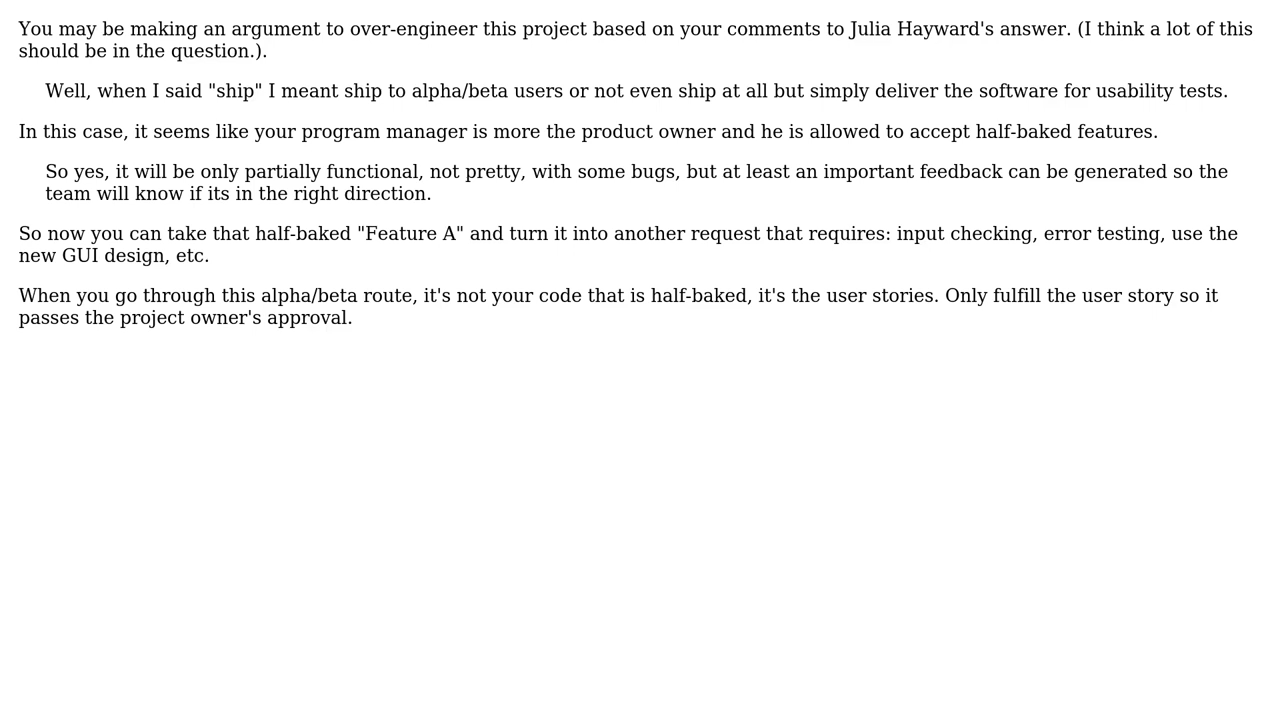 You may be making an argument to over-engineer this project based on your comments to Julia Hayward's answer. (I think a lot of this
should be in the question.).
Well, when I said "ship" I meant ship to alpha/beta users or not even ship at all but simply deliver the software for usability tests.
In this case, it seems like your program manager is more the product owner and he is allowed to accept half-baked features.
So yes, it will be only partially functional, not pretty, with some bugs, but at least an important feedback can be generated so the
team will know if its in the right direction.
So now you can take that half-baked "Feature A" and turn it into another request that requires: input checking, error testing, use the
new GUI design, etc.
When you go through this alpha/beta route, it's not your code that is half-baked, it's the user stories. Only fulfill the user story so it
passes the project owner's approval.